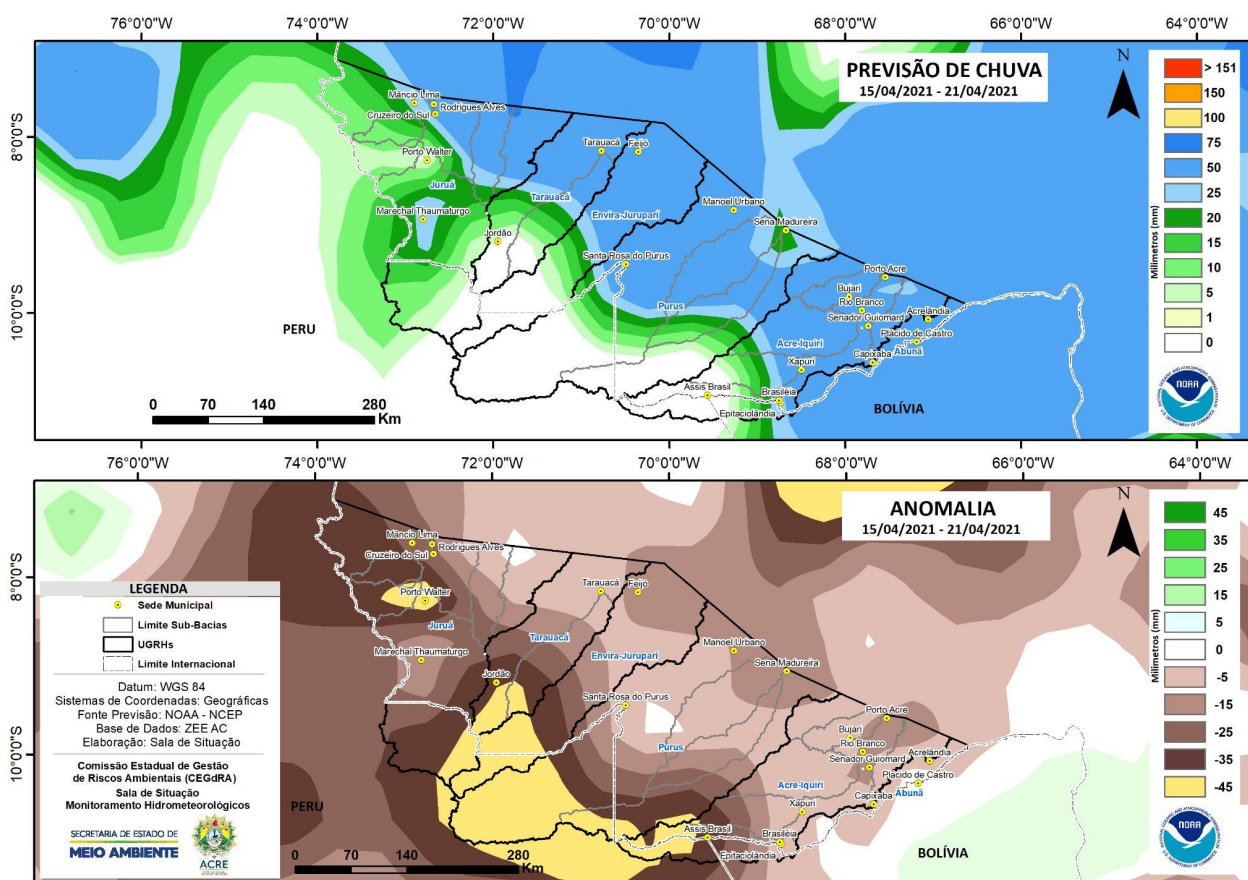 76°0'0"W 74°0'0"W 72°0'0"W 70°0'0"W 68°0'0"W 66°0'0"W 64°0'0"W
PREVISÃO DE CHUVA
15/04/2021 - 21/04/2021
N
Milímetros (mm)
> 151
150
100
75
50
25
20
15
10
5
1
0
8°0'0"S
10°0'0"S
Mâncio Lima
Rodrigues Alves
Cruzeiro do Sul
Porto Walter
Tarauacá
Feijó
Juruá
Tarauacá
Marechal Thaumaturgo
Envira-Jurupari
Manoel Urbano
Jordão
Sena Madureira
Santa Rosa do Purus
Porto Acre
Bujari
Purus
Rio Branco
Senador Guiomard
Acrelândia
PERU
Acre-Iquiri
Plácido de Castro
Abunã
Capixaba
Xapuri
Assis Brasil
Brasiléia
Epitaciolândia
BOLÍVIA
0 70 140 280
Km
NOAA
76°0'0"W 74°0'0"W 72°0'0"W 70°0'0"W 68°0'0"W 66°0'0"W 64°0'0"W
ANOMALIA
15/04/2021 - 21/04/2021
N
Milímetros (mm)
45
35
25
15
5
0
-5
-15
-25
-35
-45
8°0'0"S
10°0'0"S
Mâncio Lima
Rodrigues Alves
Cruzeiro do Sul
Porto Walter
Tarauacá
Feijó
Juruá
Tarauacá
Marechal Thaumaturgo
Envira-Jurupari
Manoel Urbano
Jordão
Sena Madureira
Santa Rosa do Purus
Porto Acre
Bujari
Purus
Rio Branco
Senador Guiomard
Acrelândia
Acre-Iquiri
Plácido de Castro
Abunã
Capixaba
Xapuri
PERU
Assis Brasil
Brasiléia
Epitaciolândia
BOLÍVIA
0 70 140 280
Km
NOAA
LEGENDA
Sede Municipal
Limite Sub-Bacias
UGRHs
Limite Internacional
Datum: WGS 84
Sistemas de Coordenadas: Geográficas
Fonte Previsão: NOAA - NCEP
Base de Dados: ZEE AC
Elaboração: Sala de Situação
Comissão Estadual de Gestão
de Riscos Ambientais (CEGdRA)
Sala de Situação
Monitoramento Hidrometeorológicos
SECRETARIA DE ESTADO DE
MEIO AMBIENTE
ACRE